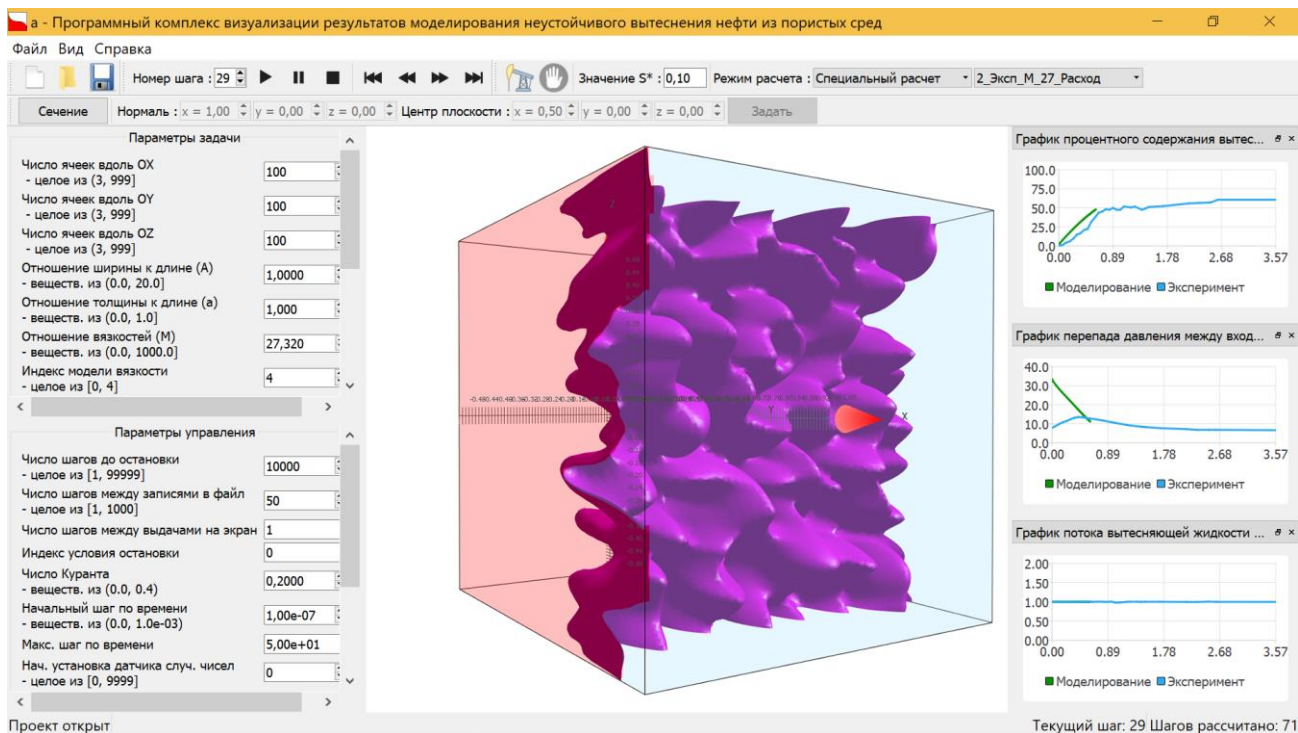 а - Программный комплекс визуализации результатов моделирования неустойчивого вытеснения нефти из пористых сред
Файл Вид Справка
Номер шага : 29 Значение S* : 0,10 Режим расчета : Специальный расчет 2_Эксп_М_27_Расход
Сечение Нормаль : x = 1,00 y = 0,00 z = 0,00 Центр плоскости : x = 0,50 y = 0,00 z = 0,00 Задать
Параметры задачи
Число ячеек вдоль OX
- целое из (3, 999]
100
Число ячеек вдоль OY
- целое из (3, 999]
100
Число ячеек вдоль OZ
- целое из (3, 999]
100
Отношение ширины к длине (A)
- веществ. из (0.0, 20.0]
1,0000
Отношение толщины к длине (a)
- веществ. из (0.0, 1.0]
1,000
Отношение вязкостей (M)
- веществ. из (0.0, 1000.0]
27,320
Индекс модели вязкости
- целое из [0, 4]
4
Параметры управления
Число шагов до остановки
- целое из [1, 99999]
10000
Число шагов между записями в файл
- целое из [1, 1000]
50
Число шагов между выдачами на экран 1
Индекс условия остановки 0
Число Куранта
- веществ. из (0.0, 0.4)
0,2000
Начальный шаг по времени
- веществ. из (0.0, 1.0e-03)
1,00e-07
Макс. шаг по времени 5,00e+01
Нач. установка датчика случ. чисел
- целое из [0, 9999]
0
Z
Y
X
График процентного содержания вытес...
100.0
75.0
50.0
25.0
0.0
0.00 0.89 1.78 2.68 3.57
Моделирование Эксперимент
График перепада давления между вход...
40.0
30.0
20.0
10.0
0.0
0.00 0.89 1.78 2.68 3.57
Моделирование Эксперимент
График потока вытесняющей жидкости ...
2.00
1.50
1.00
0.50
0.00
0.00 0.89 1.78 2.68 3.57
Моделирование Эксперимент
Проект открыт
Текущий шаг: 29 Шагов рассчитано: 71